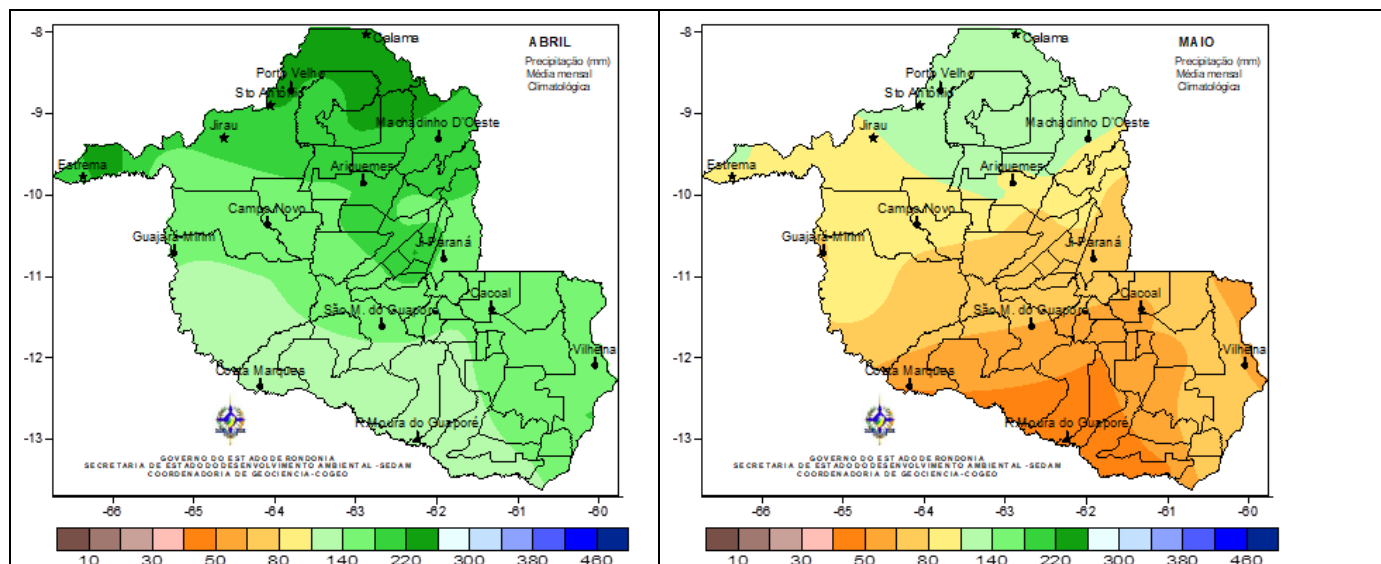 ABRIL
Precipitação (mm)
Média mensal
Climatológica
-8
-9
-10
-11
-12
-13
Calama
Porto Velho
Sto Antônio
Jirau
Machadinho D'Oeste
Estrema
Ariquemes
Campo Novo
Guajará-Mirim
Ji-Paraná
Cacoal
São M. do Guaporé
Vilhena
Costa Marques
R.Moura do Guaporé
GOVERNO DO ESTADO DE RONDONIA
SECRETARIA DE ESTADO DO DESENVOLVIMENTO AMBIENTAL -SEDAM
COORDENADORIA DE GEOCIENCIA-COGEO
-66 -65 -64 -63 -62 -61 -60
10 30 50 80 140 220 300 380 460
MAIO
Precipitação (mm)
Média mensal
Climatológica
-8
-9
-10
-11
-12
-13
Calama
Porto Velho
Sto Antônio
Jirau
Machadinho D'Oeste
Estrema
Ariquemes
Campo Novo
Guajará-Mirim
Ji-Paraná
Cacoal
São M. do Guaporé
Vilhena
Costa Marques
R.Moura do Guaporé
GOVERNO DO ESTADO DE RONDONIA
SECRETARIA DE ESTADO DO DESENVOLVIMENTO AMBIENTAL -SEDAM
COORDENADORIA DE GEOCIENCIA-COGEO
-66 -65 -64 -63 -62 -61 -60
10 30 50 80 140 220 300 380 460